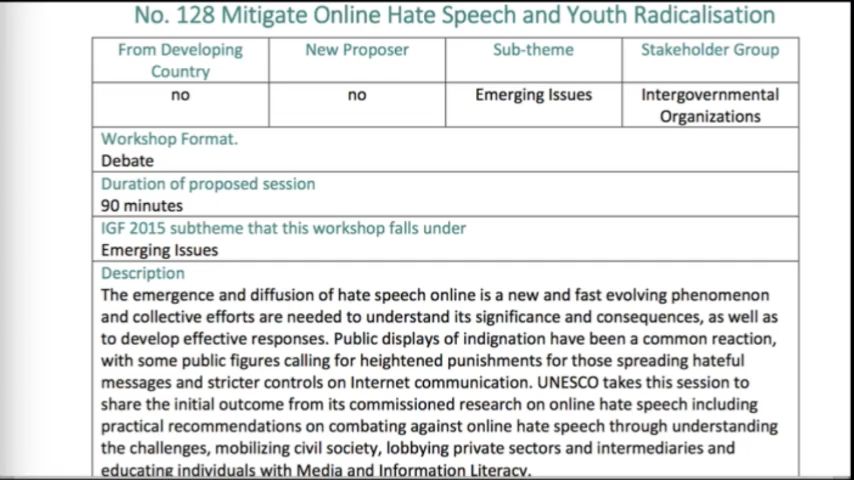 No. 128 Mitigate Online Hate Speech and Youth Radicalisation
From Developing
Country
New Proposer
Sub-theme
Stakeholder Group
no
no
Emerging Issues
Intergovernmental
Organizations
Workshop Format.
Debate
Duration of proposed session
90 minutes
IGF 2015 subtheme that this workshop falls under
Emerging Issues
Description
The emergence and diffusion of hate speech online is a new and fast evolving phenomenon
and collective efforts are needed to understand its significance and consequences, as well as
to develop effective responses. Public displays of indignation have been a common reaction,
with some public figures calling for heightened punishments for those spreading hateful
messages and stricter controls on Internet communication. UNESCO takes this session to
share the initial outcome from its commissioned research on online hate speech including
practical recommendations on combating against online hate speech through understanding
the challenges, mobilizing civil society, lobbying private sectors and intermediaries and
educating individuals with Media and Information Literacy.